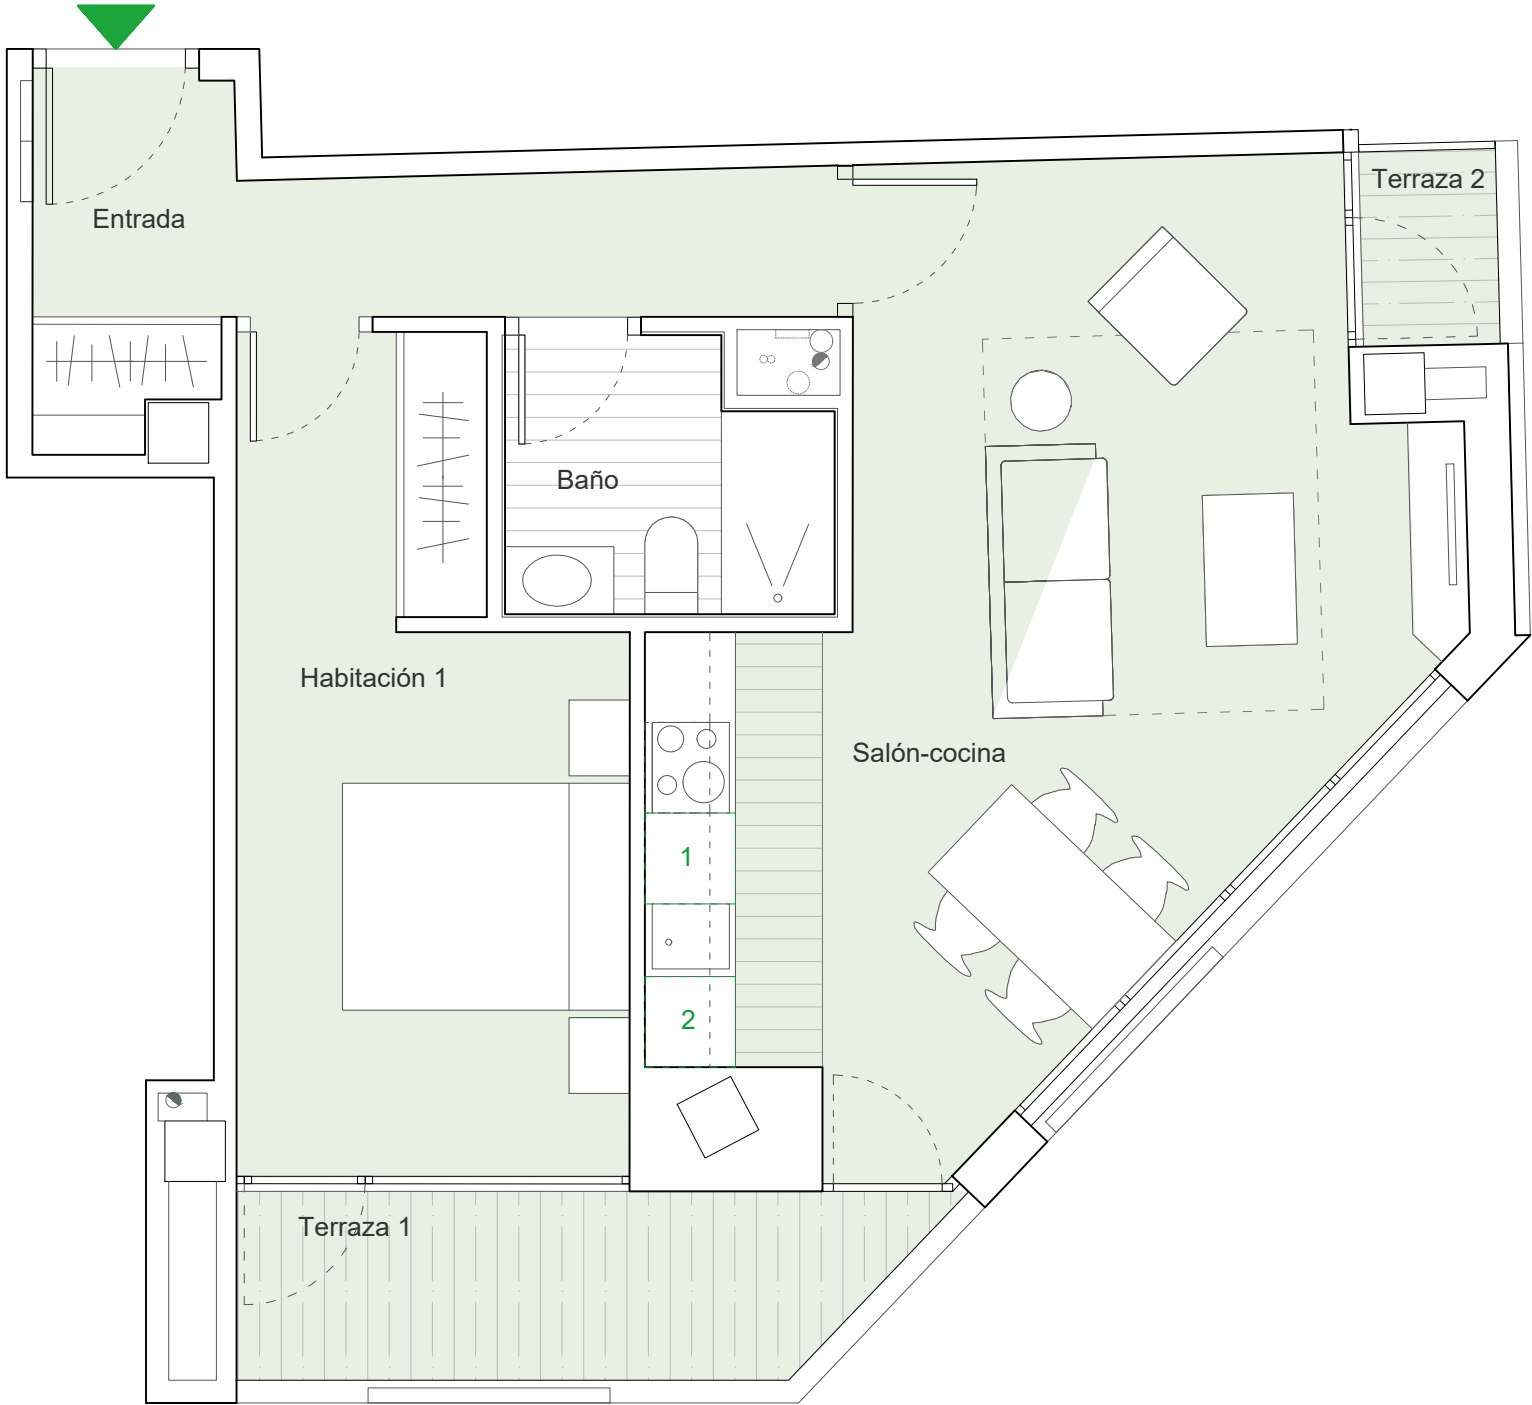 Terraza 2
Entrada
Baño
Habitación 1
Salón-cocina
1
2
Terraza 1